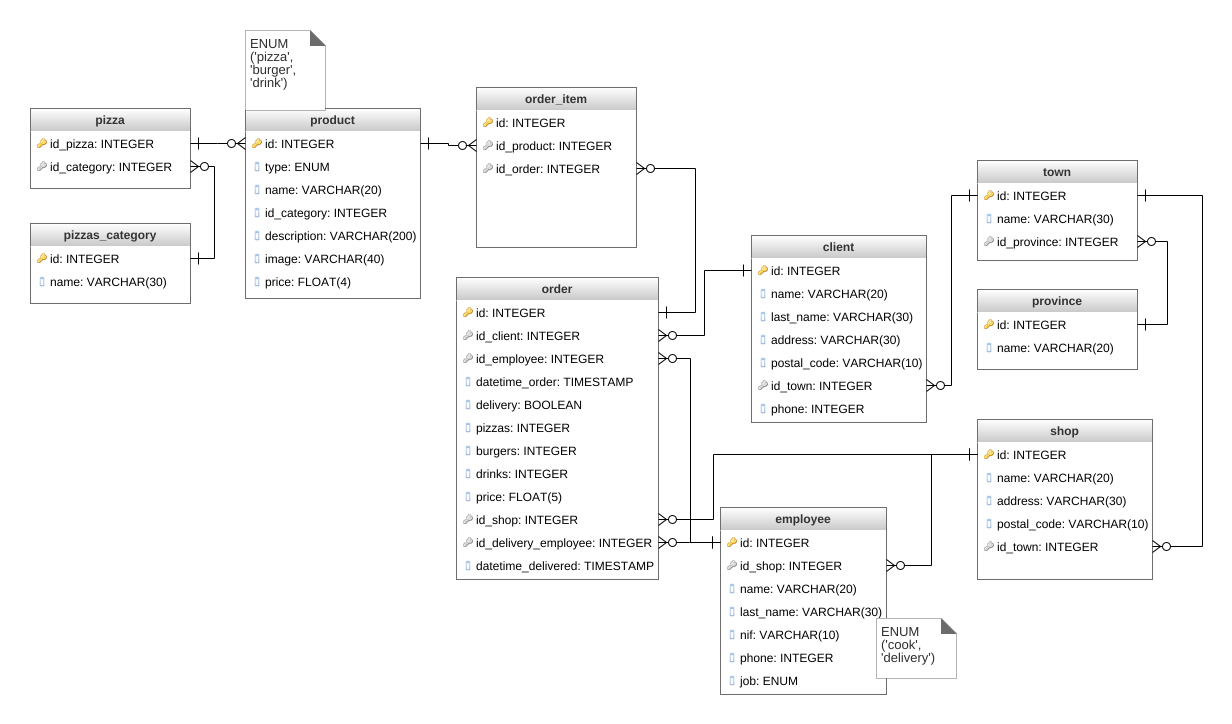 ENUM
('pizza',
'burger',
'drink')
pizza
id_pizza: INTEGER
id_category: INTEGER
pizzas_category
id: INTEGER
name: VARCHAR(30)
product
id: INTEGER
type: ENUM
name: VARCHAR(20)
id_category: INTEGER
description: VARCHAR(200)
image: VARCHAR(40)
price: FLOAT(4)
order_item
id: INTEGER
id_product: INTEGER
id_order: INTEGER
order
id: INTEGER
id_client: INTEGER
id_employee: INTEGER
datetime_order: TIMESTAMP
delivery: BOOLEAN
pizzas: INTEGER
burgers: INTEGER
drinks: INTEGER
price: FLOAT(5)
id_shop: INTEGER
id_delivery_employee: INTEGER
datetime_delivered: TIMESTAMP
client
id: INTEGER
name: VARCHAR(20)
last_name: VARCHAR(30)
address: VARCHAR(30)
postal_code: VARCHAR(10)
id_town: INTEGER
phone: INTEGER
employee
id: INTEGER
id_shop: INTEGER
name: VARCHAR(20)
last_name: VARCHAR(30)
nif: VARCHAR(10)
phone: INTEGER
job: ENUM
ENUM
('cook',
'delivery')
town
id: INTEGER
name: VARCHAR(30)
id_province: INTEGER
province
id: INTEGER
name: VARCHAR(20)
shop
id: INTEGER
name: VARCHAR(20)
address: VARCHAR(30)
postal_code: VARCHAR(10)
id_town: INTEGER